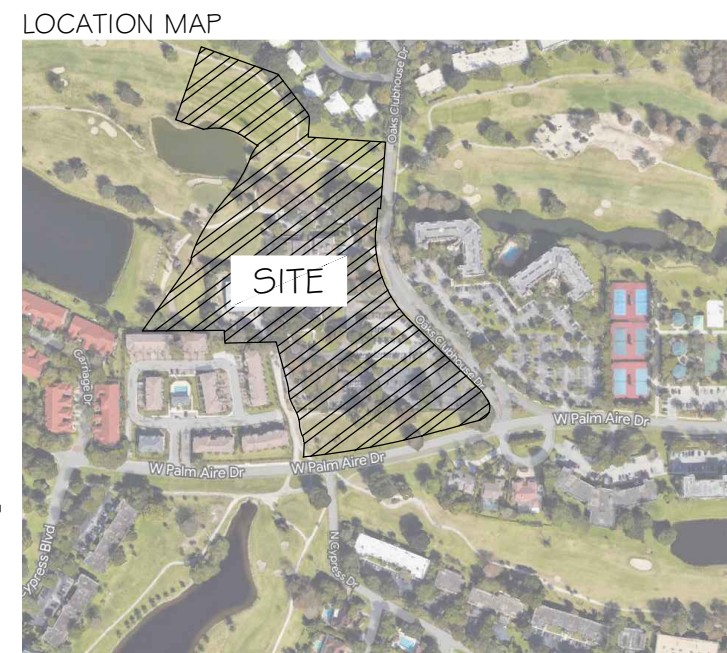 LOCATION MAP
Oaks Clubhouse Dr
SITE
Oaks Clubhouse Dr
Carriage Dr
W Palm Aire Dr
W Palm Aire Dr
W Palm Aire Dr
N Cypress Dr
Cypress Blvd